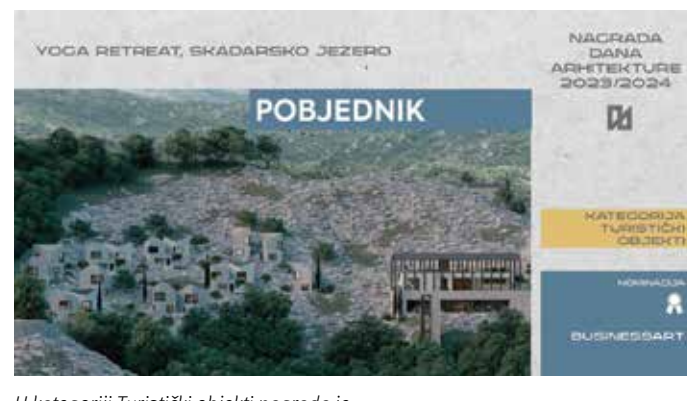 YOGA RETREAT, SKADARSKO JEZERO
NAGRADA
DANA
ARHITEKTURE
2023/2024
POBJEDNIK
KATEGORIJA
TURISTIČKI
OBJEKTI
NOMINACIJA
BUSINESSART
U kategoriji Turistički objekti nagrada je